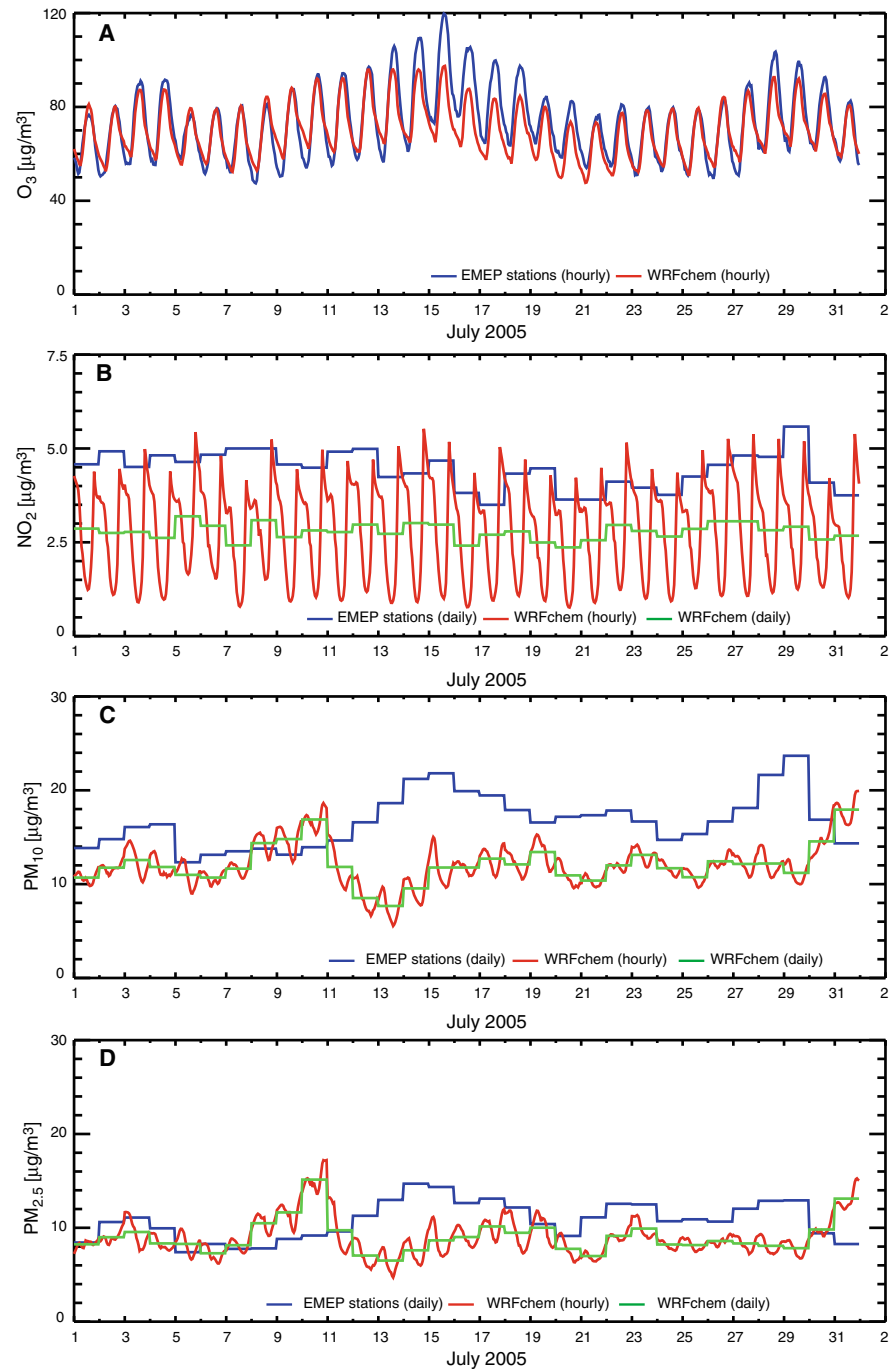 A
120
80
40
0
O3 [µg/m³]
EMEP stations (hourly) WRFchem (hourly)
1 3 5 7 9 11 13 15 17 19 21 23 25 27 29 31 2
July 2005
B
7.5
5.0
2.5
0
NO2 [µg/m³]
EMEP stations (daily) WRFchem (hourly) WRFchem (daily)
1 3 5 7 9 11 13 15 17 19 21 23 25 27 29 31 2
July 2005
C
30
20
10
0
PM10 [µg/m³]
EMEP stations (daily) WRFchem (hourly) WRFchem (daily)
1 3 5 7 9 11 13 15 17 19 21 23 25 27 29 31 2
July 2005
D
30
20
10
0
PM2.5 [µg/m³]
EMEP stations (daily) WRFchem (hourly) WRFchem (daily)
1 3 5 7 9 11 13 15 17 19 21 23 25 27 29 31 2
July 2005